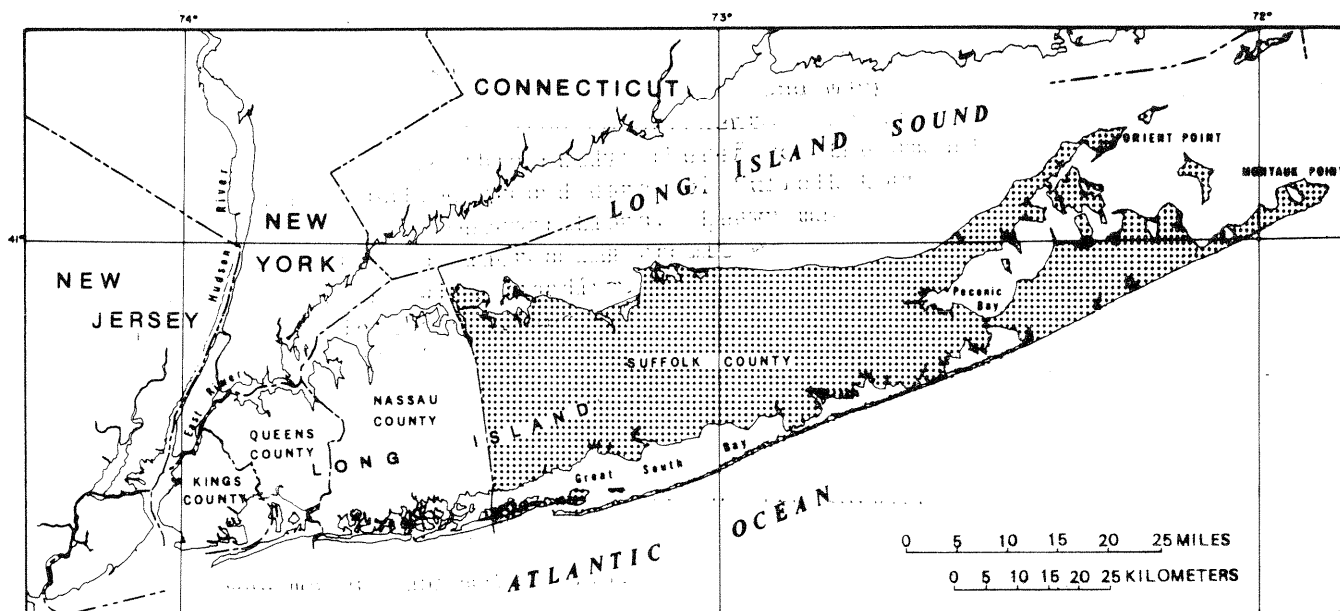 74°
73°
72°
CONNECTICUT
LONG ISLAND SOUND
ORIENT POINT
MONTAUK POINT
Hudson River
NEW
YORK
41°
NEW
JERSEY
Peconic
Bay
SUFFOLK COUNTY
East River
NASSAU
COUNTY
QUEENS
COUNTY
LONG ISLAND
KINGS
COUNTY
Great South Bay
ATLANTIC OCEAN
0 5 10 15 20 25 MILES
0 5 10 15 20 25 KILOMETERS